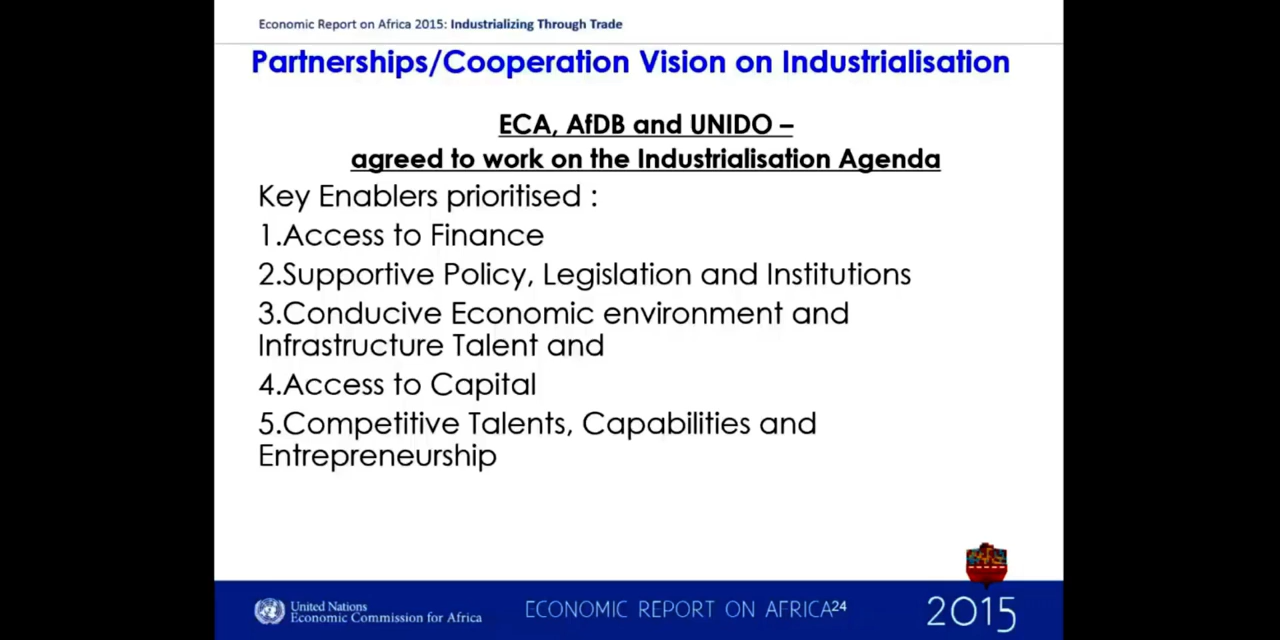 Economic Report on Africa 2015: Industrializing Through Trade
Partnerships/Cooperation Vision on Industrialisation
ECA, AfDB and UNIDO –
agreed to work on the Industrialisation Agenda
Key Enablers prioritised :
1.Access to Finance
2.Supportive Policy, Legislation and Institutions
3.Conducive Economic environment and
Infrastructure Talent and
4.Access to Capital
5.Competitive Talents, Capabilities and
Entrepreneurship
United Nations
Economic Commission for Africa
ECONOMIC REPORT ON AFRICA24
2015